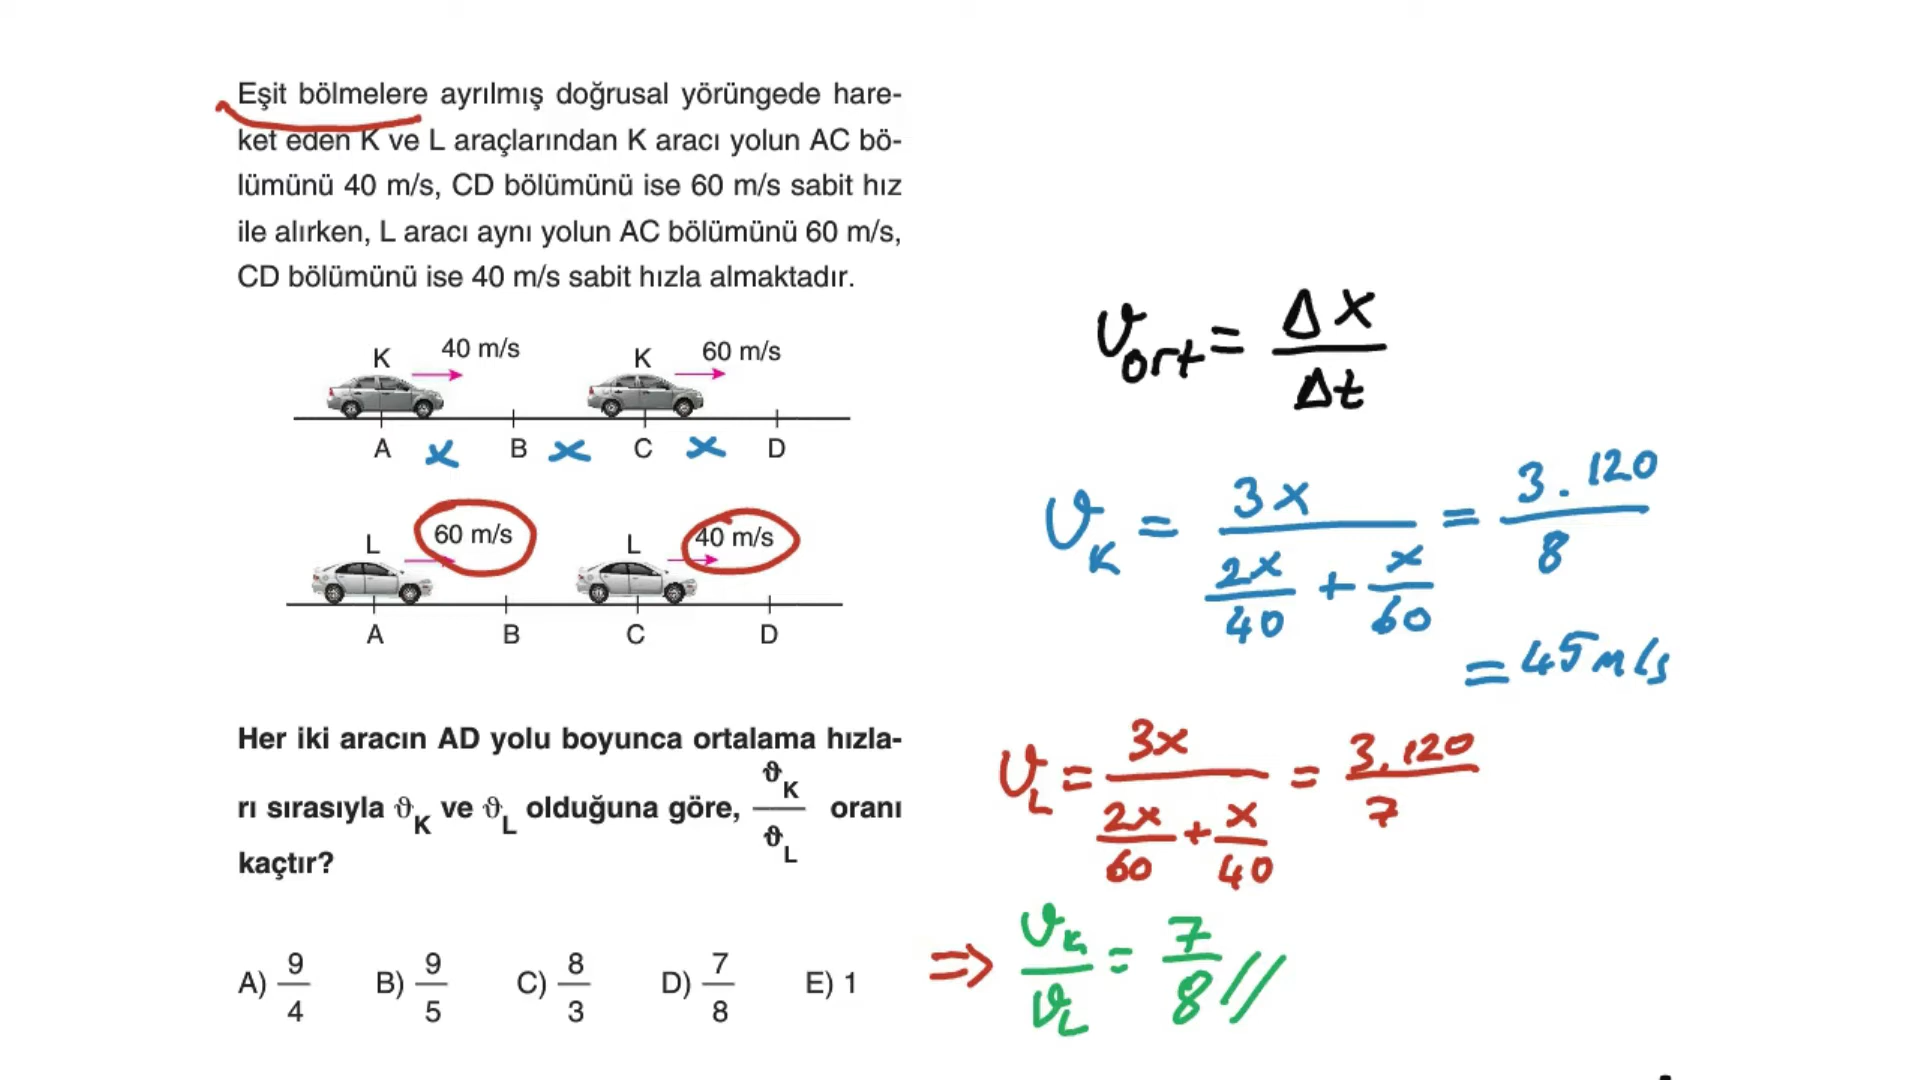 Eşit bölmelere ayrılmış doğrusal yörüngede hare-
ket eden K ve L araçlarından K aracı yolun AC bö-
lümünü 40 m/s, CD bölümünü ise 60 m/s sabit hız
ile alırken, L aracı aynı yolun AC bölümünü 60 m/s,
CD bölümünü ise 40 m/s sabit hızla almaktadır.
K 40 m/s K 60 m/s
A x B x C x D
L 60 m/s L 40 m/s
A B C D
Her iki aracın AD yolu boyunca ortalama hızla-
rı sırasıyla ϑK ve ϑL olduğuna göre, ϑK/ϑL oranı
kaçtır?
A) 9/4 B) 9/5 C) 8/3 D) 7/8 E) 1
ϑort = Δx/Δt
ϑK = 3x/(2x/40 + x/60) = 3.120/8
= 45 m/s
ϑL = 3x/(2x/60 + x/40) = 3.120/7
⇒ ϑK/ϑL = 7/8 //